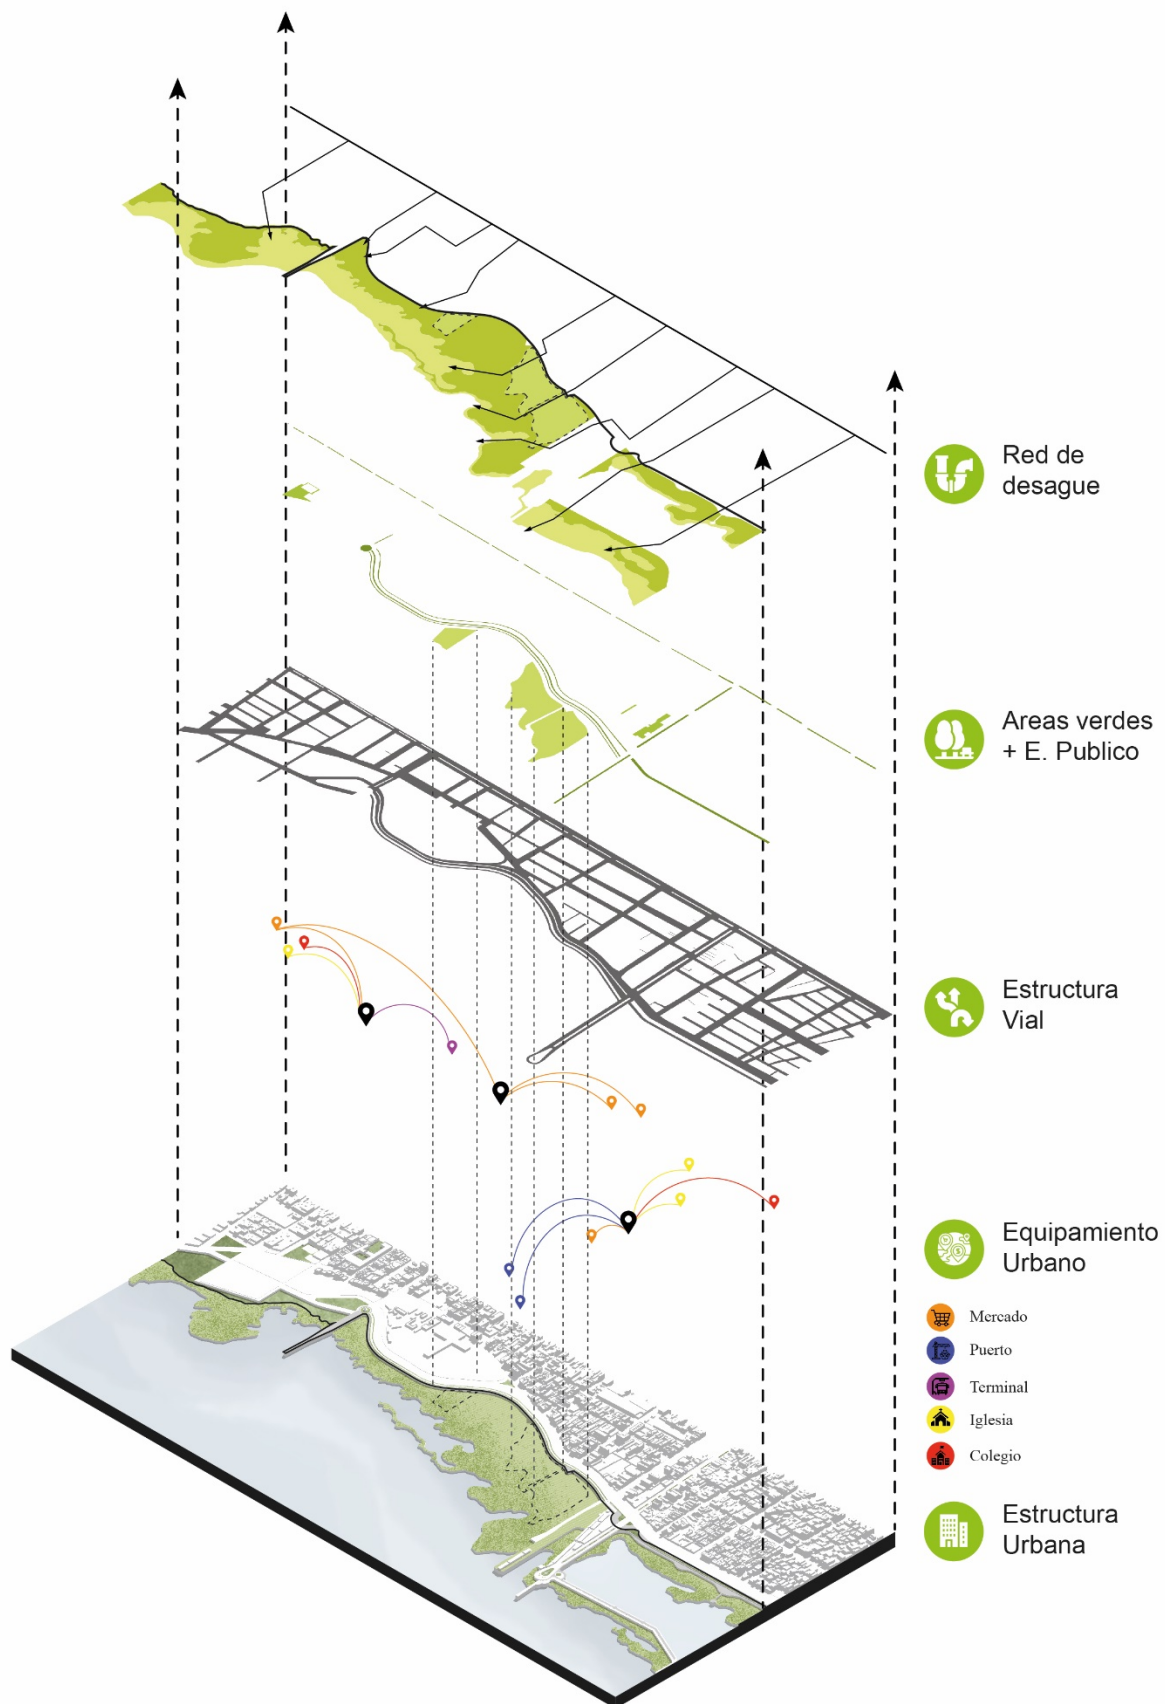 Red de
desague
Areas verdes
+ E. Publico
Estructura
Vial
Equipamiento
Urbano
Mercado
Puerto
Terminal
Iglesia
Colegio
Estructura
Urbana